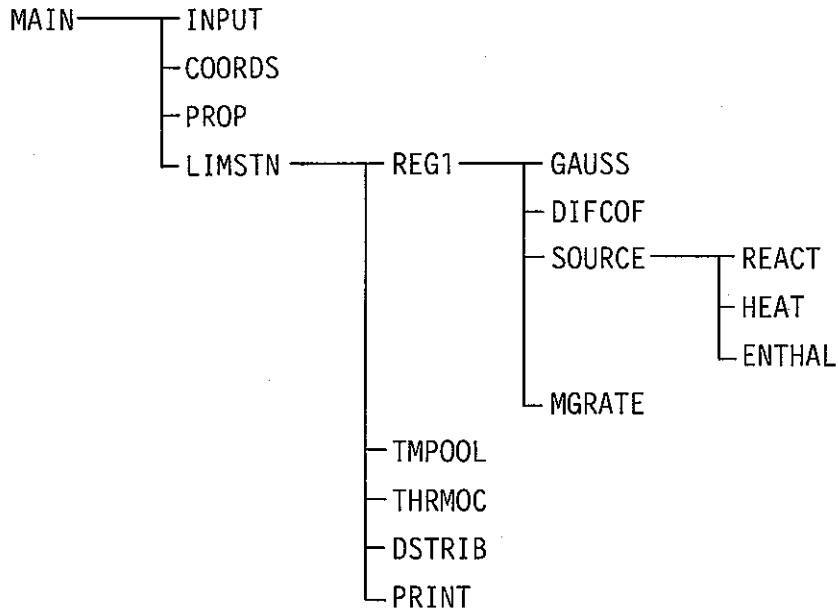 MAIN INPUT
COORDS
PROP
LIMSTN REG1 GAUSS
DIFCOF
SOURCE REACT
HEAT
ENTHAL
MGRATE
TMPOOL
THRMOC
DSTRIB
PRINT